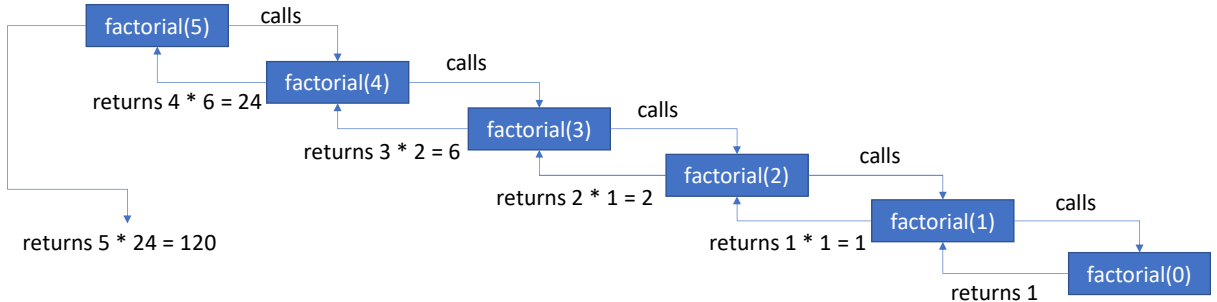 factorial(5)
calls
factorial(4)
calls
returns 4 * 6 = 24
factorial(3)
calls
returns 3 * 2 = 6
factorial(2)
calls
returns 2 * 1 = 2
factorial(1)
calls
returns 5 * 24 = 120
returns 1 * 1 = 1
factorial(0)
returns 1